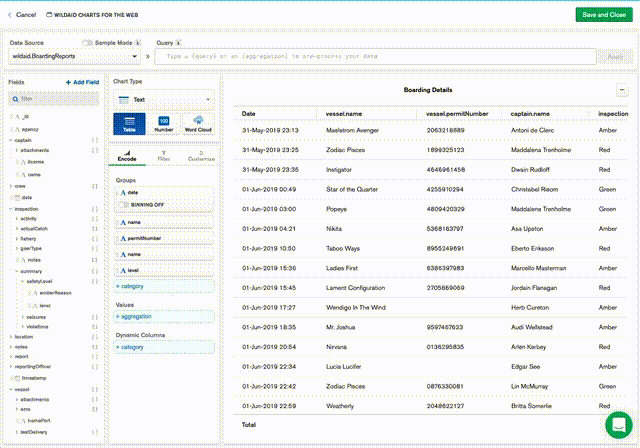 Cancel
WILDAID CHARTS FOR THE WEB
Save and Close
Data Source
Sample Mode
Query
wildaid.BoardingReports
Type a {query} or an [aggregation] to pre-process your data
Apply
Fields
+ Add Field
Filter
_id
agency
captain
attachments
license
name
crew
date
inspection
activity
actualCatch
fishery
gearType
notes
summary
safetyLevel
amberReason
level
seizures
violations
location
notes
report
reportingOfficer
timestamp
vessel
attachments
ems
homePort
lastDelivery
Chart Type
Text
Table
Number
Word Cloud
Encode
Filter
Customize
Groups
date
BINNING OFF
name
permitNumber
name
level
+ category
Values
+ aggregation
Dynamic Columns
+ category
Boarding Details
Date vessel.name vessel.permitNumber captain.name inspection
31-May-2019 23:13 Maelstrom Avenger 2063218889 Antoni de Clerc Amber
31-May-2019 23:25 Zodiac Pisces 1899325123 Maddalena Trenholme Red
31-May-2019 23:35 Instigator 4646961458 Dwain Rudloff Red
01-Jun-2019 00:49 Star of the Quarter 4255910294 Christabel Risom Green
01-Jun-2019 03:00 Popeye 4809420329 Maddalena Trenholme Green
01-Jun-2019 04:21 Nikita 5368163797 Asa Upston Amber
01-Jun-2019 10:50 Taboo Ways 8955249691 Eberto Eriksson Red
01-Jun-2019 15:36 Ladies First 6386397983 Marcello Masterman Amber
01-Jun-2019 15:45 Lament Configuration 2705869069 Jordain Flanagan Red
01-Jun-2019 17:27 Wendigo In The Wind Herb Cureton Amber
01-Jun-2019 18:35 Mr. Joshua 9597467623 Audi Wellstead Amber
01-Jun-2019 20:54 Nirvana 0136295835 Arlen Kerbey Red
01-Jun-2019 22:34 Lucia Lucifer Edgar See Amber
01-Jun-2019 22:42 Zodiac Pisces 0876330081 Lin McMurray Green
01-Jun-2019 22:59 Weatherly 2048622127 Britta Somerlie Red
Total